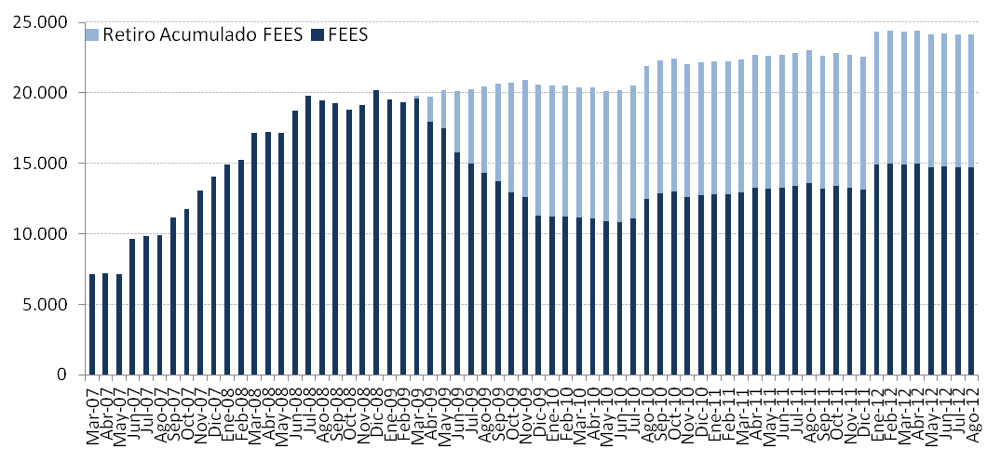 25.000
Retiro Acumulado FEES FEES
20.000
15.000
10.000
5.000
0
Mar-07
Abr-07
May-07
Jun-07
Jul-07
Ago-07
Sep-07
Oct-07
Nov-07
Dic-07
Ene-08
Feb-08
Mar-08
Abr-08
May-08
Jun-08
Jul-08
Ago-08
Sep-08
Oct-08
Nov-08
Dic-08
Ene-09
Feb-09
Mar-09
Abr-09
May-09
Jun-09
Jul-09
Ago-09
Sep-09
Oct-09
Nov-09
Dic-09
Ene-10
Feb-10
Mar-10
Abr-10
May-10
Jun-10
Jul-10
Ago-10
Sep-10
Oct-10
Nov-10
Dic-10
Ene-11
Feb-11
Mar-11
Abr-11
May-11
Jun-11
Jul-11
Ago-11
Sep-11
Oct-11
Nov-11
Dic-11
Ene-12
Feb-12
Mar-12
Abr-12
May-12
Jun-12
Jul-12
Ago-12